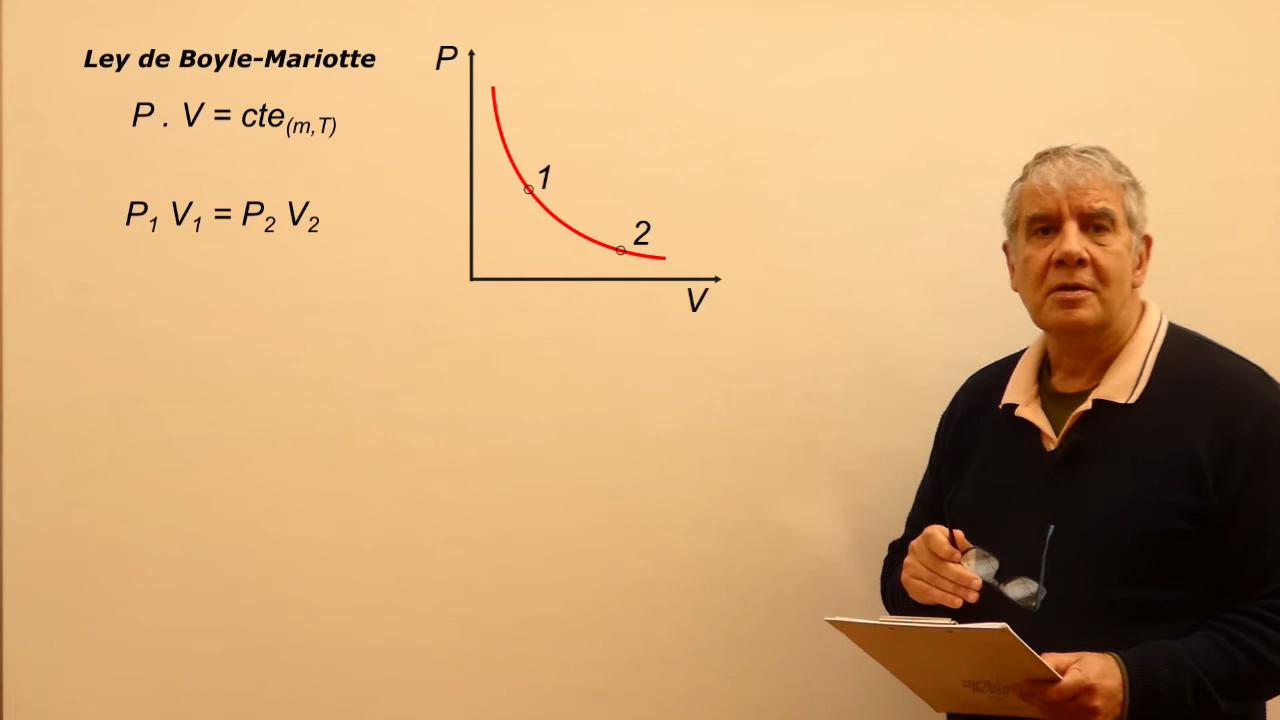 Ley de Boyle-Mariotte
P . V = cte(m,T)
P1 V1 = P2 V2
P
1
2
V